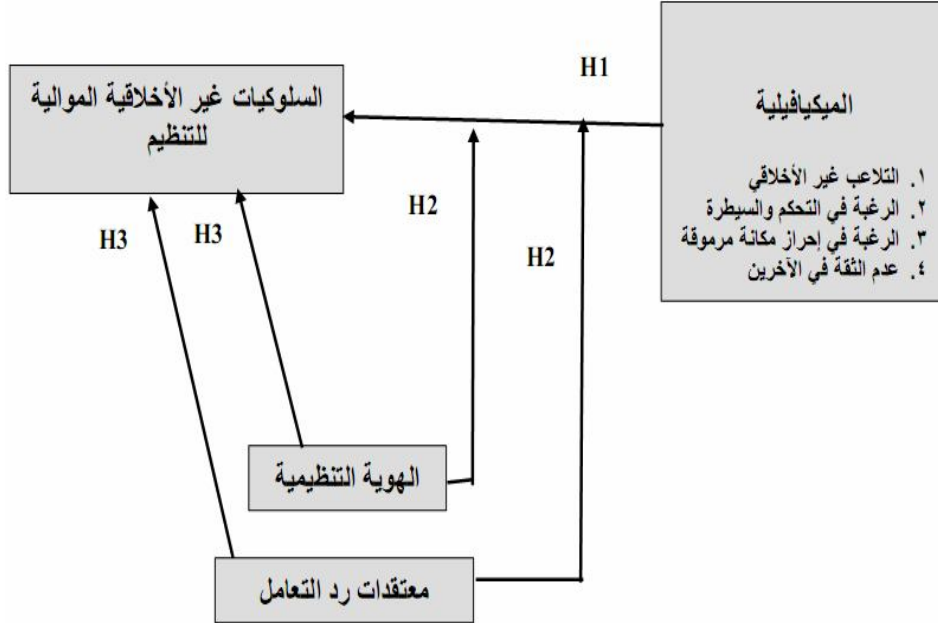 H1
الميكيافيلية
١. التلاعب غير الأخلاقي
٢. الرغبة في التحكم والسيطرة
٣. الرغبة في إحراز مكانة مرموقة
٤. عدم الثقة في الآخرين
السلوكيات غير الأخلاقية الموالية
للتنظيم
H2
H2
H3
H3
الهوية التنظيمية
معتقدات رد التعامل